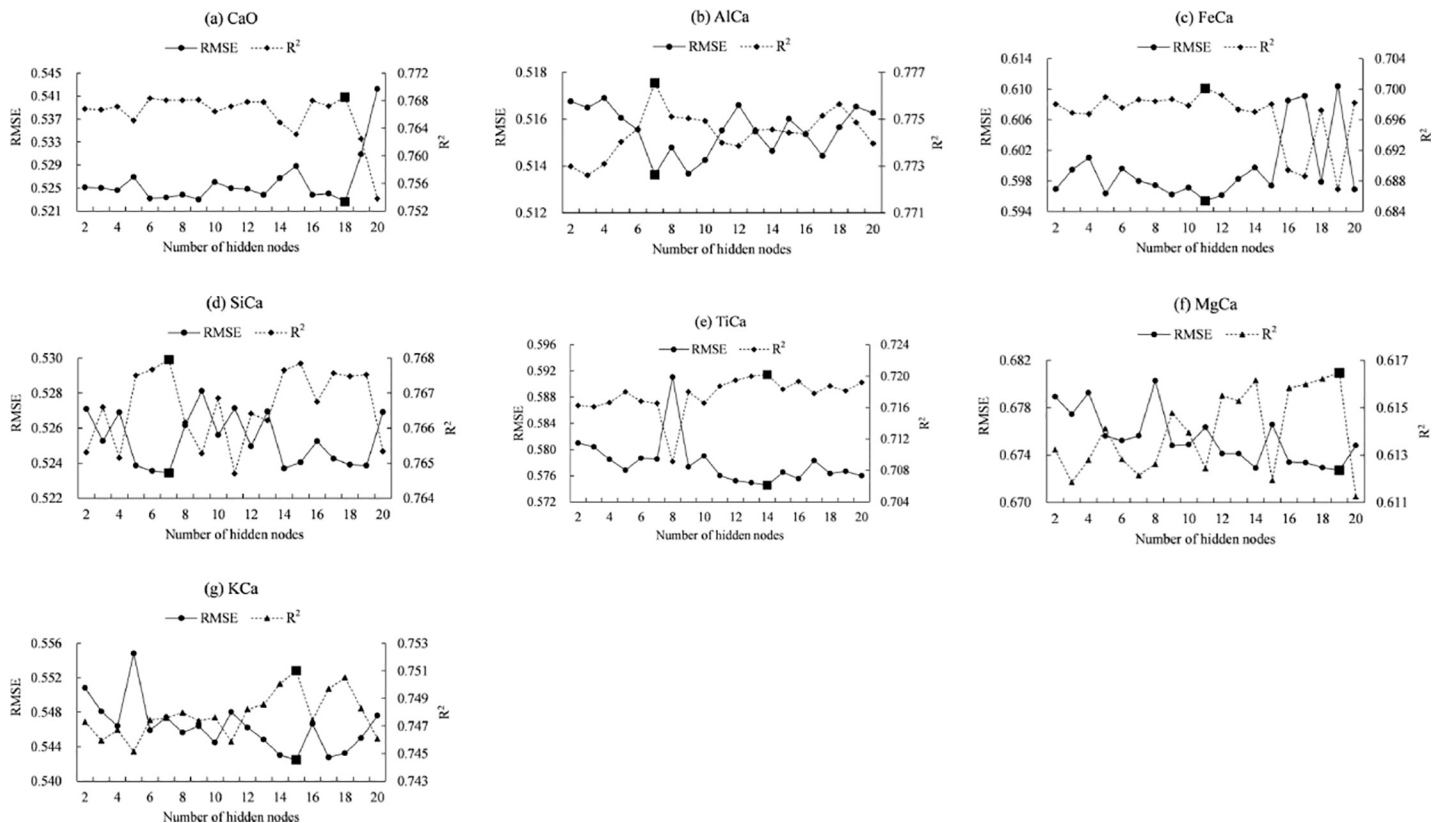 (a) CaO
RMSE R²
0.545
0.541
0.537
0.533
0.529
0.525
0.521
RMSE
0.772
0.768
0.764
0.760
0.756
0.752
R²
2 4 6 8 10 12 14 16 18 20
Number of hidden nodes
(b) AlCa
RMSE R²
0.518
0.516
0.514
0.512
RMSE
0.777
0.775
0.773
0.771
R²
2 4 6 8 10 12 14 16 18 20
Number of hidden nodes
(c) FeCa
RMSE R²
0.614
0.610
0.606
0.602
0.598
0.594
RMSE
0.704
0.700
0.696
0.692
0.688
0.684
R²
2 4 6 8 10 12 14 16 18 20
Number of hidden nodes
(d) SiCa
RMSE R²
0.530
0.528
0.526
0.524
0.522
RMSE
0.768
0.767
0.766
0.765
0.764
R²
2 4 6 8 10 12 14 16 18 20
Number of hidden nodes
(e) TiCa
RMSE R²
0.596
0.592
0.588
0.584
0.580
0.576
0.572
RMSE
0.724
0.720
0.716
0.712
0.708
0.704
R²
2 4 6 8 10 12 14 16 18 20
Number of hidden nodes
(f) MgCa
RMSE R²
0.682
0.678
0.674
0.670
RMSE
0.617
0.615
0.613
0.611
R²
2 4 6 8 10 12 14 16 18 20
Number of hidden nodes
(g) KCa
RMSE R²
0.556
0.552
0.548
0.544
0.540
RMSE
0.753
0.751
0.749
0.747
0.745
0.743
R²
2 4 6 8 10 12 14 16 18 20
Number of hidden nodes